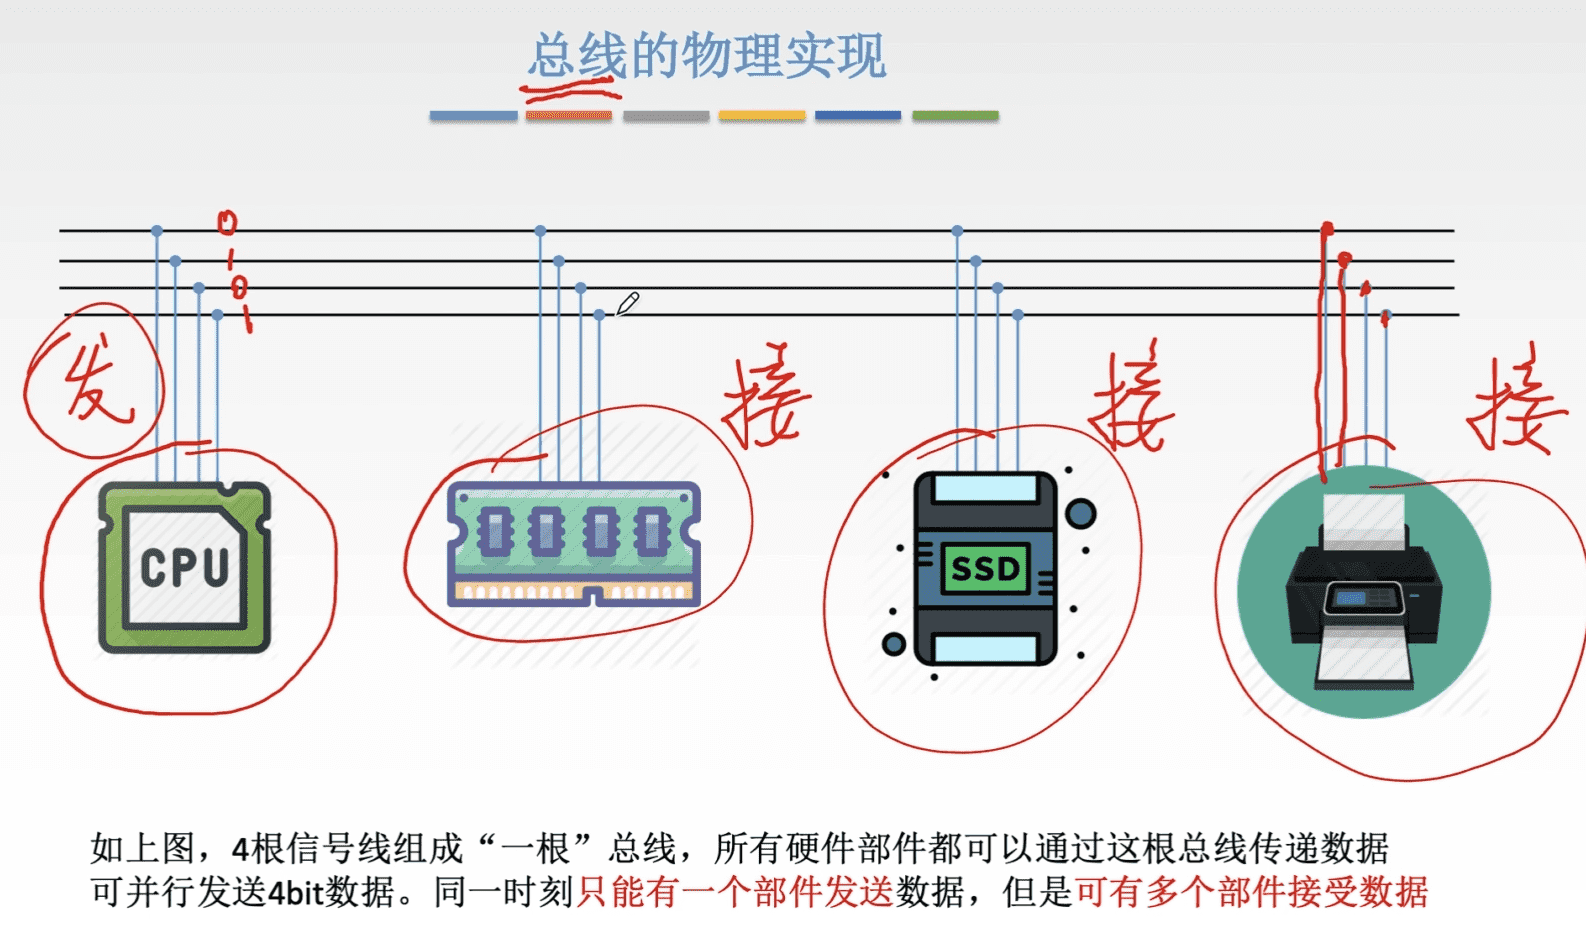 总线的物理实现
0
1
0
1
发
接
接
接
CPU
SSD
如上图，4根信号线组成“一根”总线，所有硬件部件都可以通过这根总线传递数据
可并行发送4bit数据。同一时刻只能有一个部件发送数据，但是可有多个部件接受数据